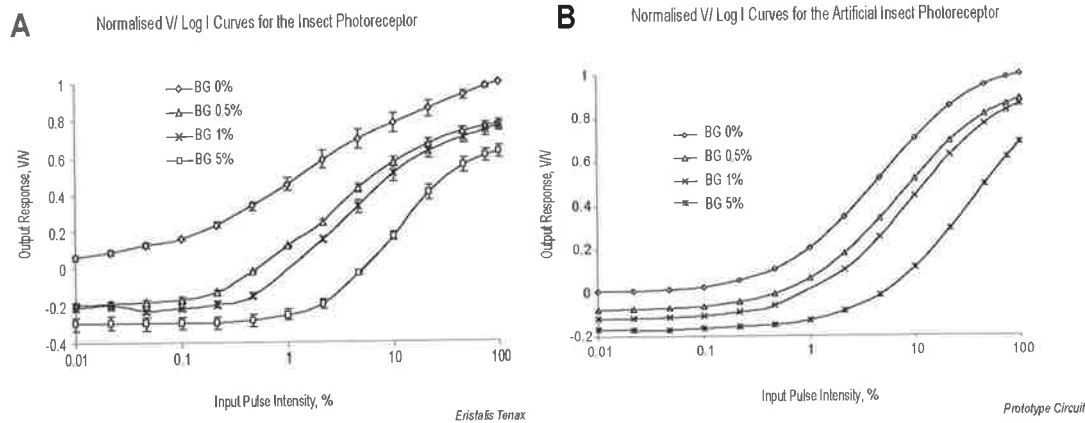 A
Normalised V/ Log I Curves for the Insect Photoreceptor
BG 0%
BG 0,5%
BG 1%
BG 5%
Output Response, V/V
1
0.8
0.6
0.4
0.2
0
-0.2
-0.4
0.01
0.1
1
10
100
Input Pulse Intensity, %
Eristalis Tenax
B
Normalised V/ Log I Curves for the Artificial Insect Photoreceptor
BG 0%
BG 0,5%
BG 1%
BG 5%
Output Response, V/V
1
0.8
0.6
0.4
0.2
0
-0.2
0.01
0.1
1
10
100
Input Pulse Intensity, %
Prototype Circuit